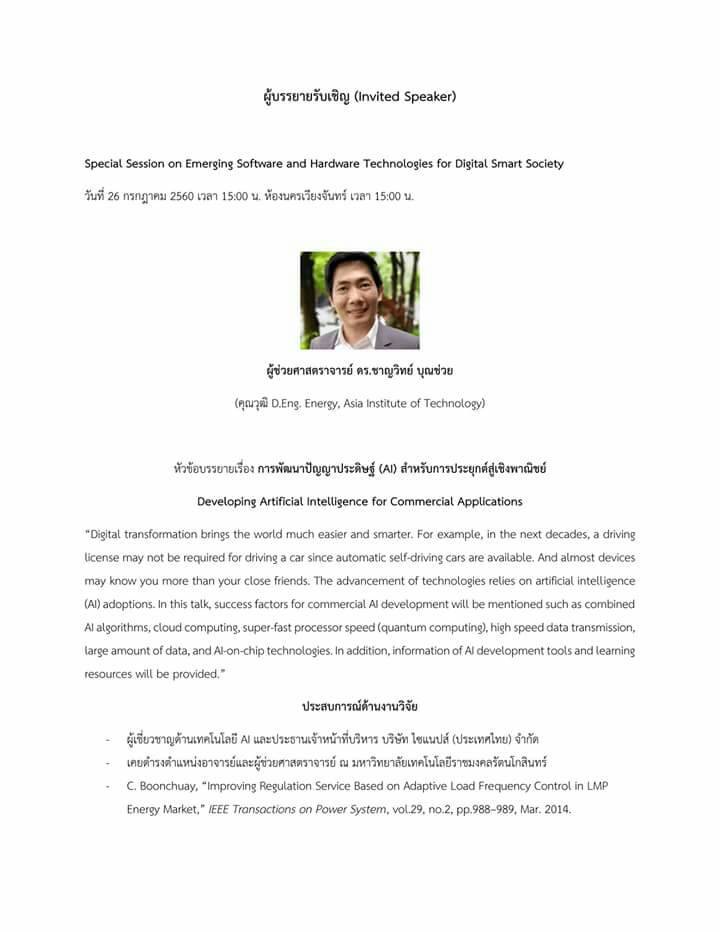 ผู้บรรยายรับเชิญ (Invited Speaker)
Special Session on Emerging Software and Hardware Technologies for Digital Smart Society
วันที่ 26 กรกฎาคม 2560 เวลา 15:00 น. ห้องนครเวียงจันทร์ เวลา 15:00 น.
ผู้ช่วยศาสตราจารย์ ดร.ชาญวิทย์ บุณช่วย
(คุณวุฒิ D.Eng. Energy, Asia Institute of Technology)
หัวข้อบรรยายเรื่อง การพัฒนาปัญญาประดิษฐ์ (AI) สำหรับการประยุกต์สู่เชิงพาณิชย์
Developing Artificial Intelligence for Commercial Applications
“Digital transformation brings the world much easier and smarter. For example, in the next decades, a driving
license may not be required for driving a car since automatic self-driving cars are available. And almost devices
may know you more than your close friends. The advancement of technologies relies on artificial intelligence
(AI) adoptions. In this talk, success factors for commercial AI development will be mentioned such as combined
AI algorithms, cloud computing, super-fast processor speed (quantum computing), high speed data transmission,
large amount of data, and AI-on-chip technologies. In addition, information of AI development tools and learning
resources will be provided.”
ประสบการณ์ด้านงานวิจัย
- ผู้เชี่ยวชาญด้านเทคโนโลยี AI และประธานเจ้าหน้าที่บริหาร บริษัท ไซแนปส์ (ประเทศไทย) จำกัด
- เคยดำรงตำแหน่งอาจารย์และผู้ช่วยศาสตราจารย์ ณ มหาวิทยาลัยเทคโนโลยีราชมงคลรัตนโกสินทร์
- C. Boonchuay, “Improving Regulation Service Based on Adaptive Load Frequency Control in LMP
Energy Market,” IEEE Transactions on Power System, vol.29, no.2, pp.988–989, Mar. 2014.